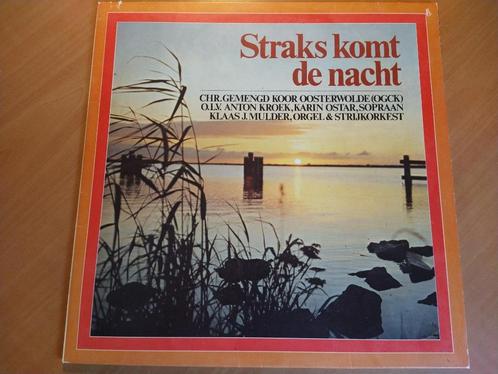 Straks komt
de nacht
CHR. GEMENGD KOOR OOSTERWOLDE (OGCK)
O.L.V. ANTON KROEK, KARIN OSTAR, SOPRAAN
KLAAS J. MULDER, ORGEL & STRIJKORKEST